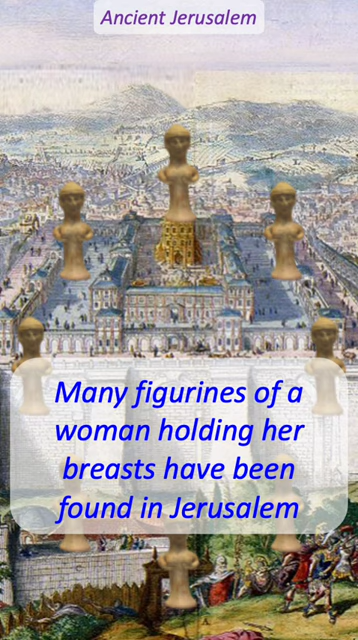 Ancient Jerusalem
Many figurines of a
woman holding her
breasts have been
found in Jerusalem